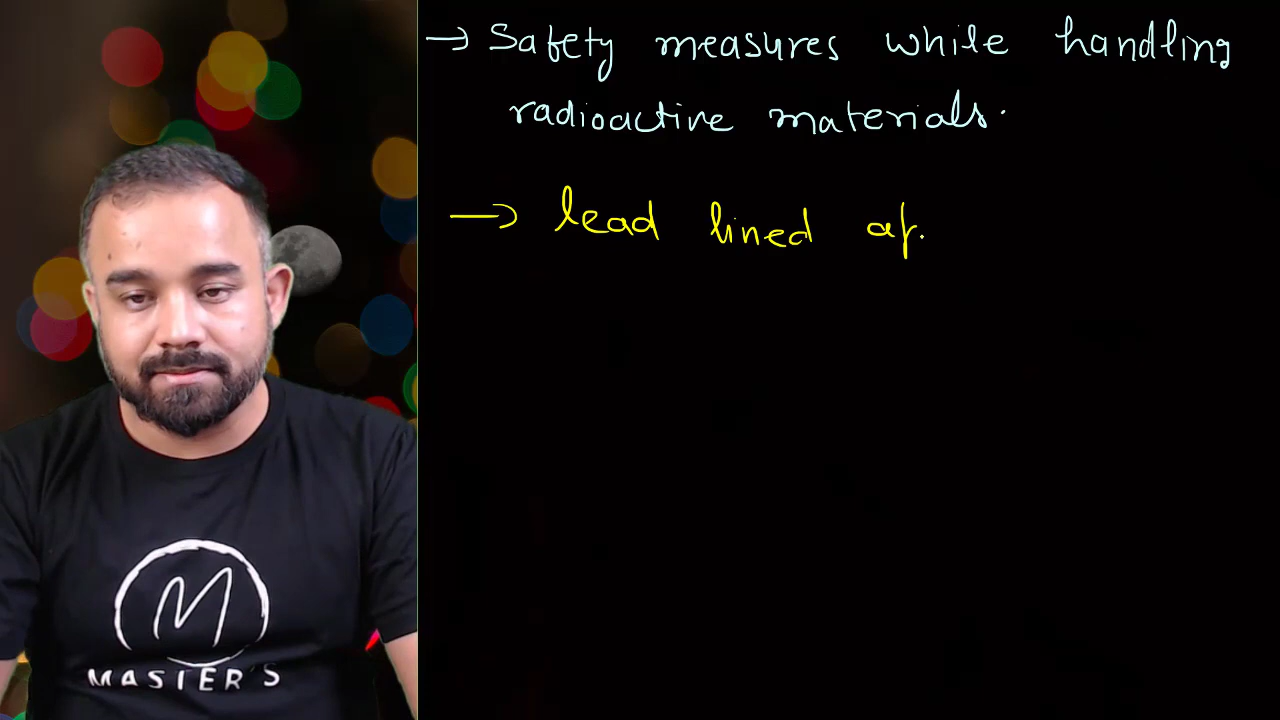 → Safety measures while handling
radioactive materials.
→ lead lined ap.
M
MASTER'S